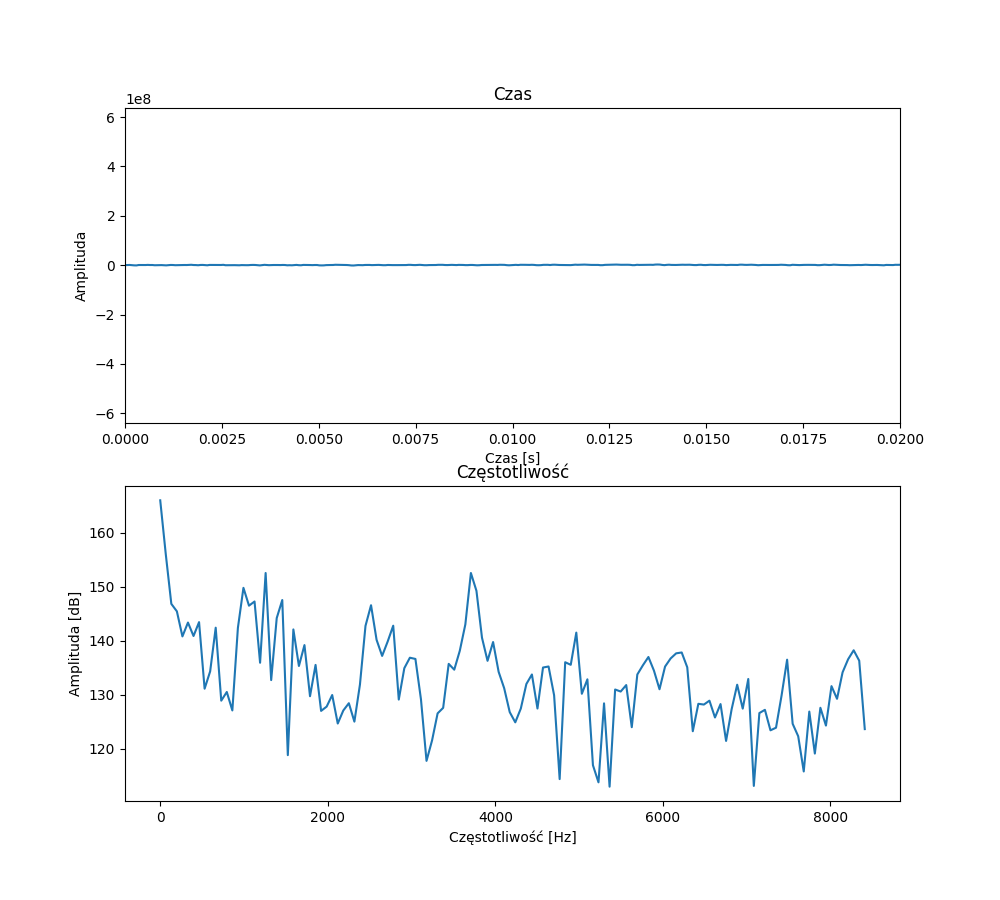 Czas
1e8
6
4
2
0
−2
−4
−6
Amplituda
0.0000 0.0025 0.0050 0.0075 0.0100 0.0125 0.0150 0.0175 0.0200
Czas [s]
Częstotliwość
160
150
140
130
120
Amplituda [dB]
0 2000 4000 6000 8000
Częstotliwość [Hz]